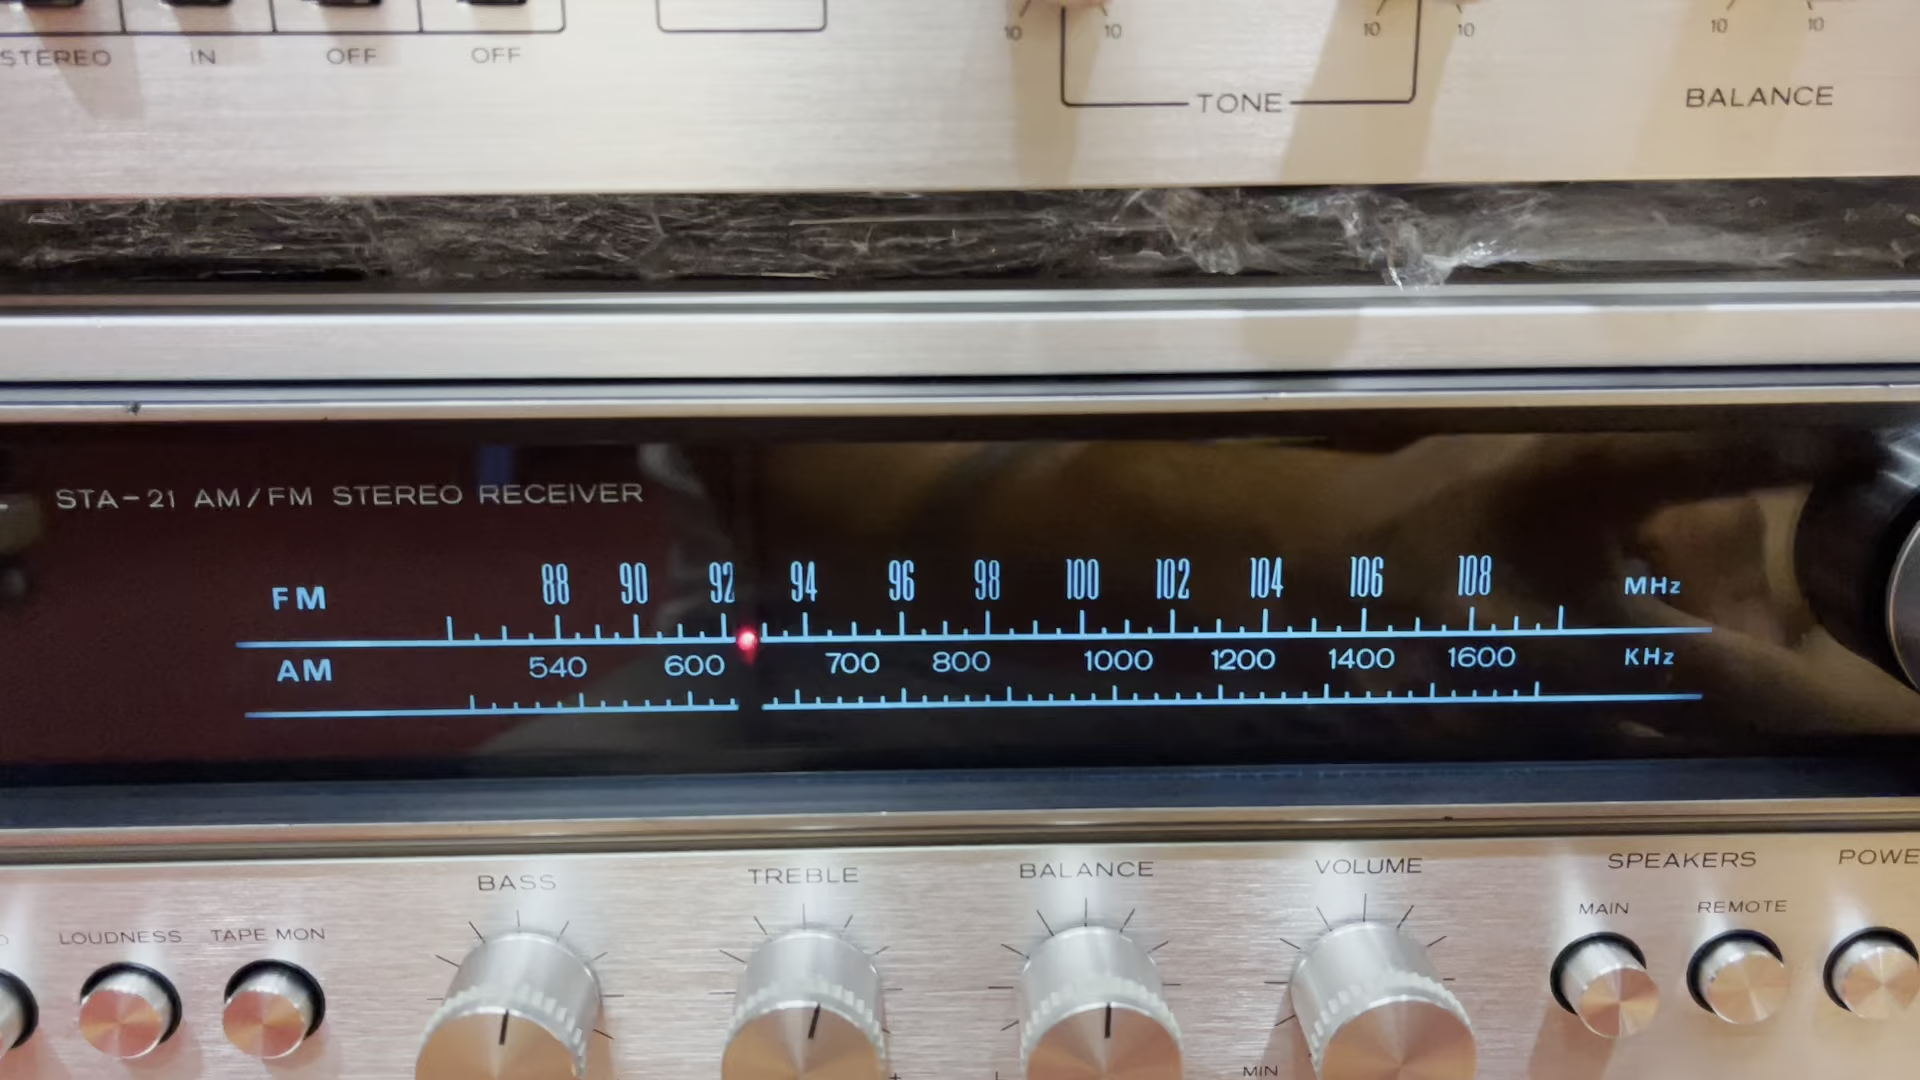 STEREO IN OFF OFF
10 10 10 10 10 10
TONE BALANCE
STA-21 AM/FM STEREO RECEIVER
FM 88 90 92 94 96 98 100 102 104 106 108 MHz
AM 540 600 700 800 1000 1200 1400 1600 KHz
BASS TREBLE BALANCE VOLUME SPEAKERS
LOUDNESS TAPE MON MAIN REMOTE
MIN